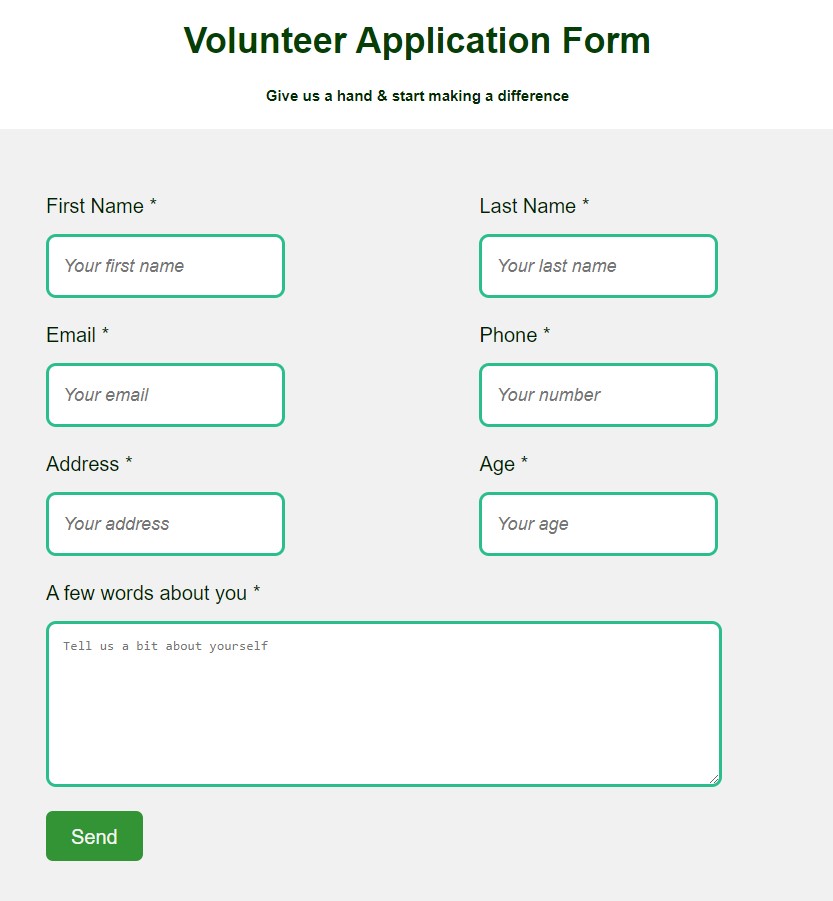 Volunteer Application Form
Give us a hand & start making a difference
First Name *
Last Name *
Your first name
Your last name
Email *
Phone *
Your email
Your number
Address *
Age *
Your address
Your age
A few words about you *
Tell us a bit about yourself
Send